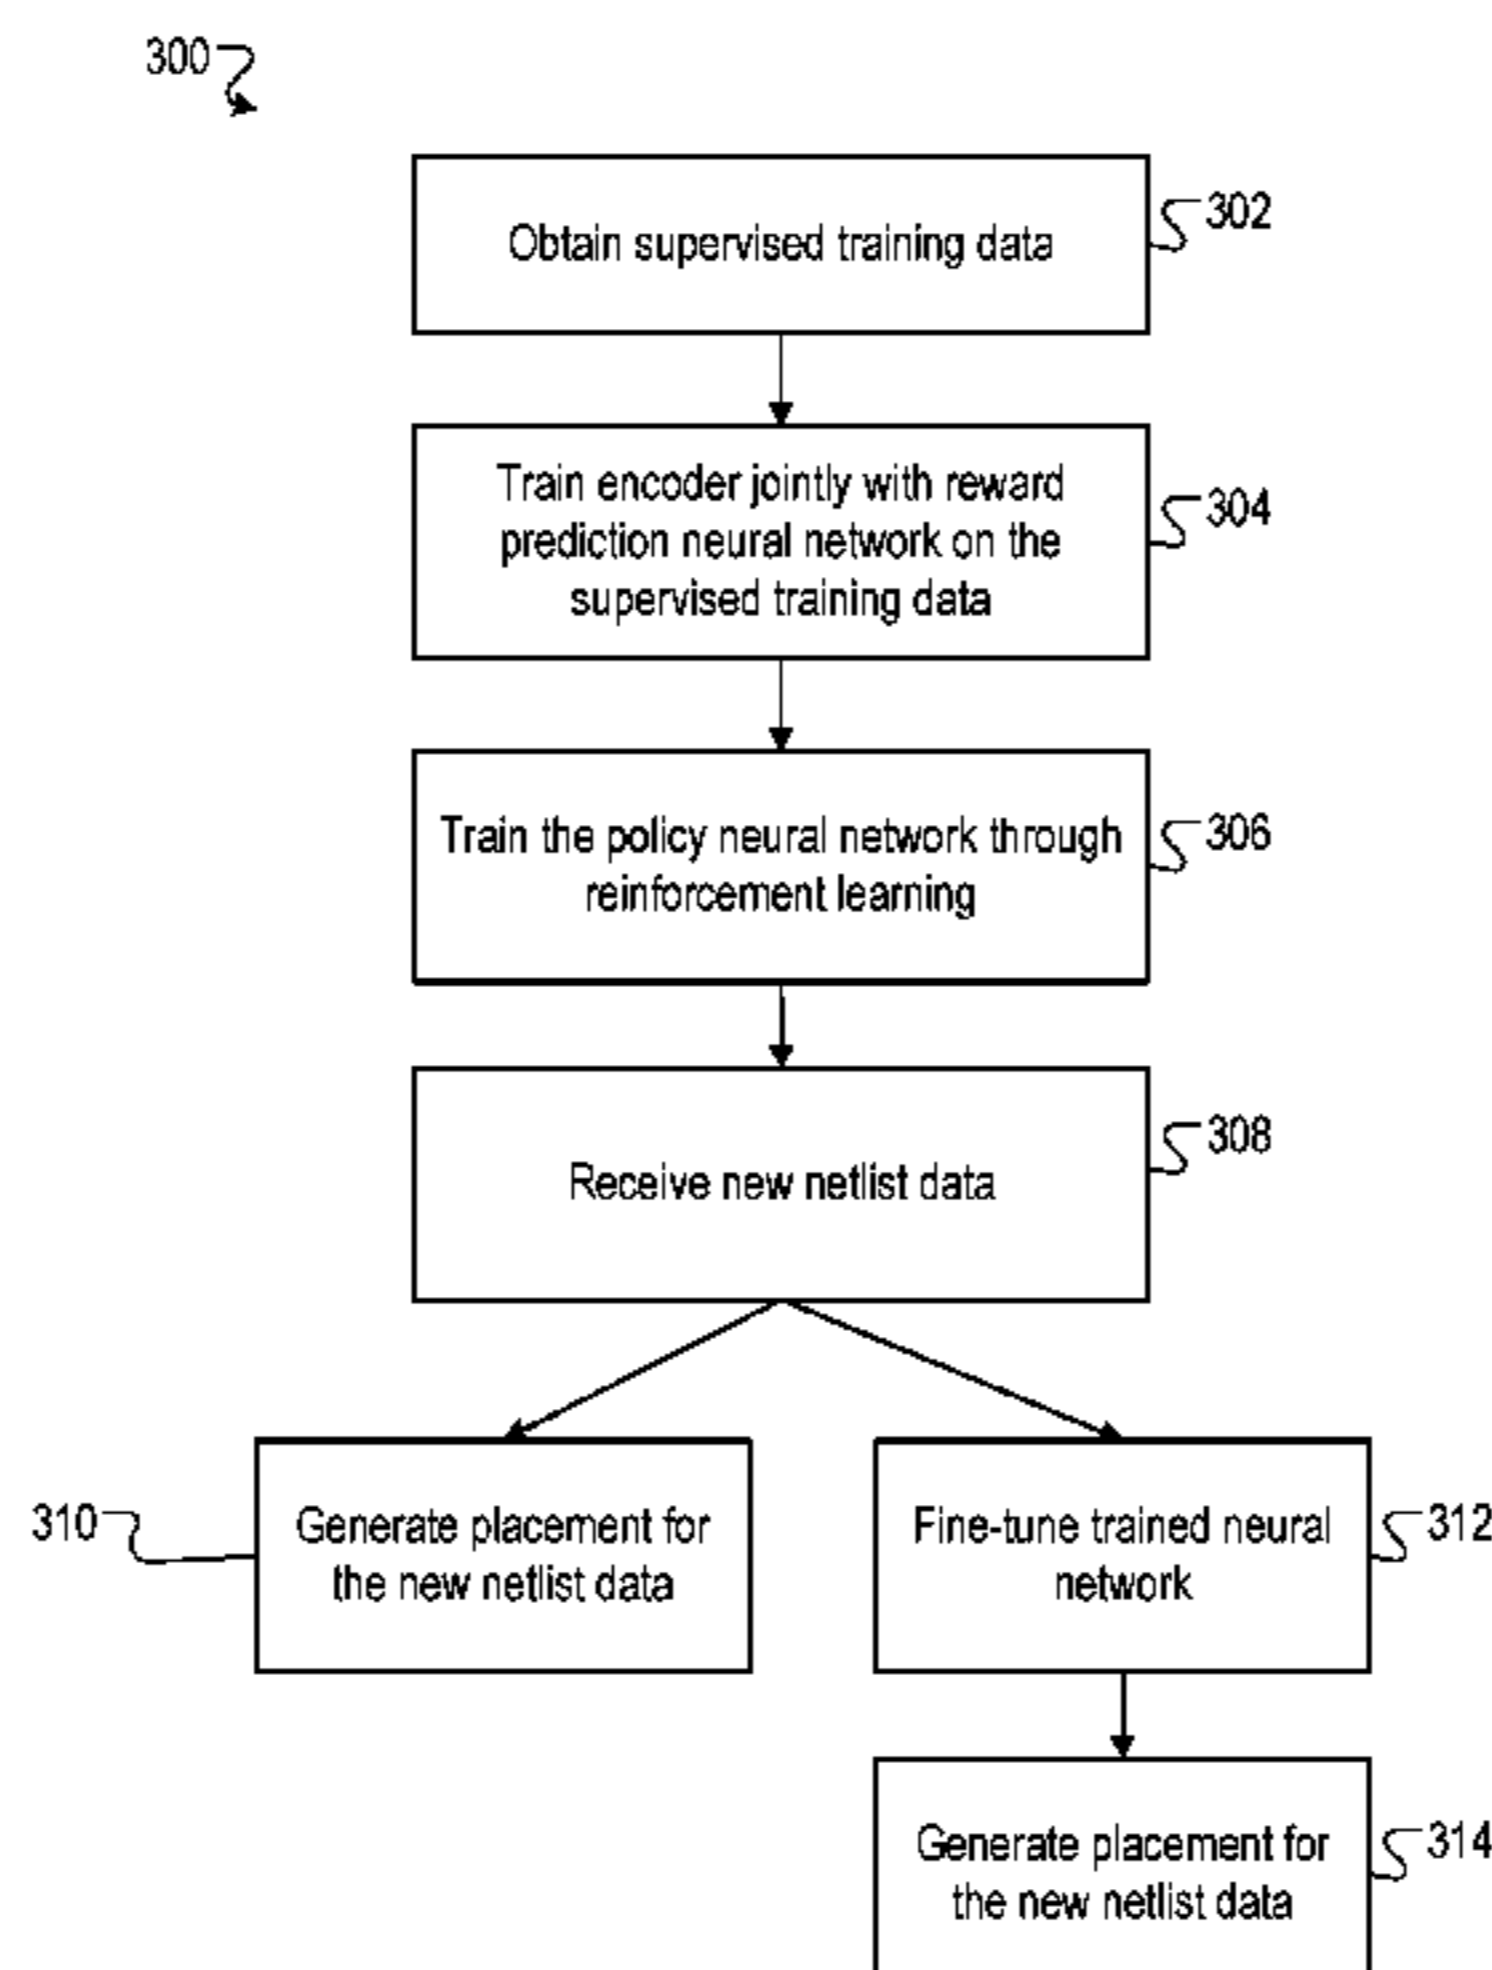 300
Obtain supervised training data
302
Train encoder jointly with reward
prediction neural network on the
supervised training data
304
Train the policy neural network through
reinforcement learning
306
Receive new netlist data
308
310
Generate placement for
the new netlist data
Fine-tune trained neural
network
312
Generate placement for
the new netlist data
314